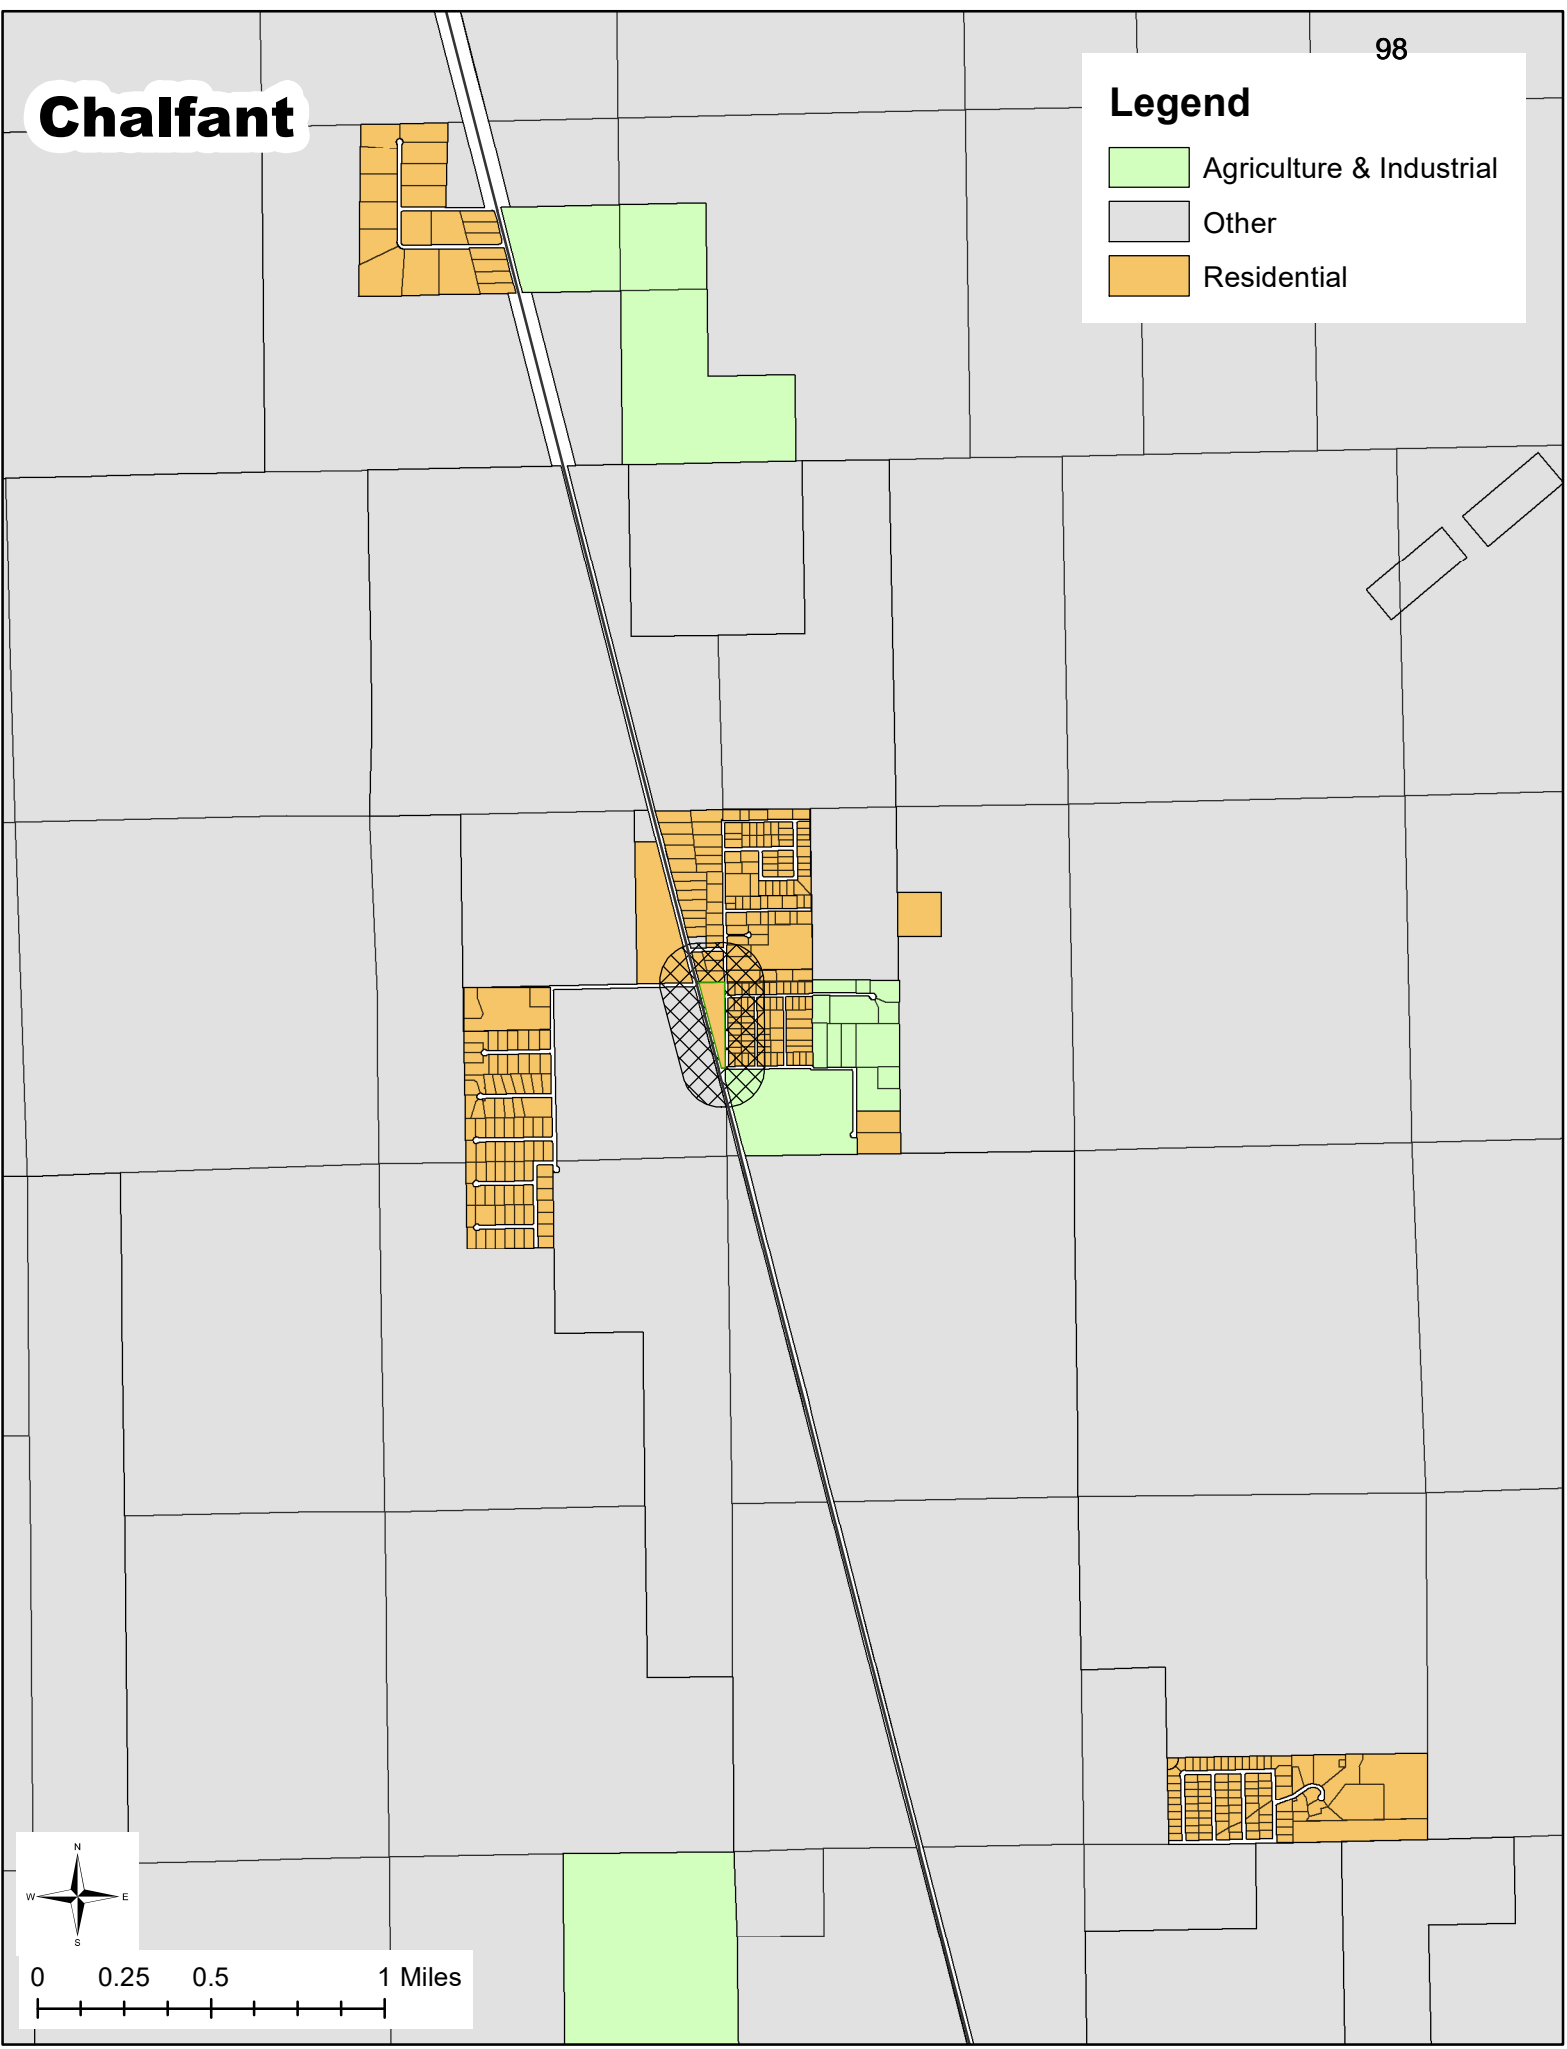 98
Chalfant
Legend
Agriculture & Industrial
Other
Residential
N
W E
S
0 0.25 0.5 1 Miles